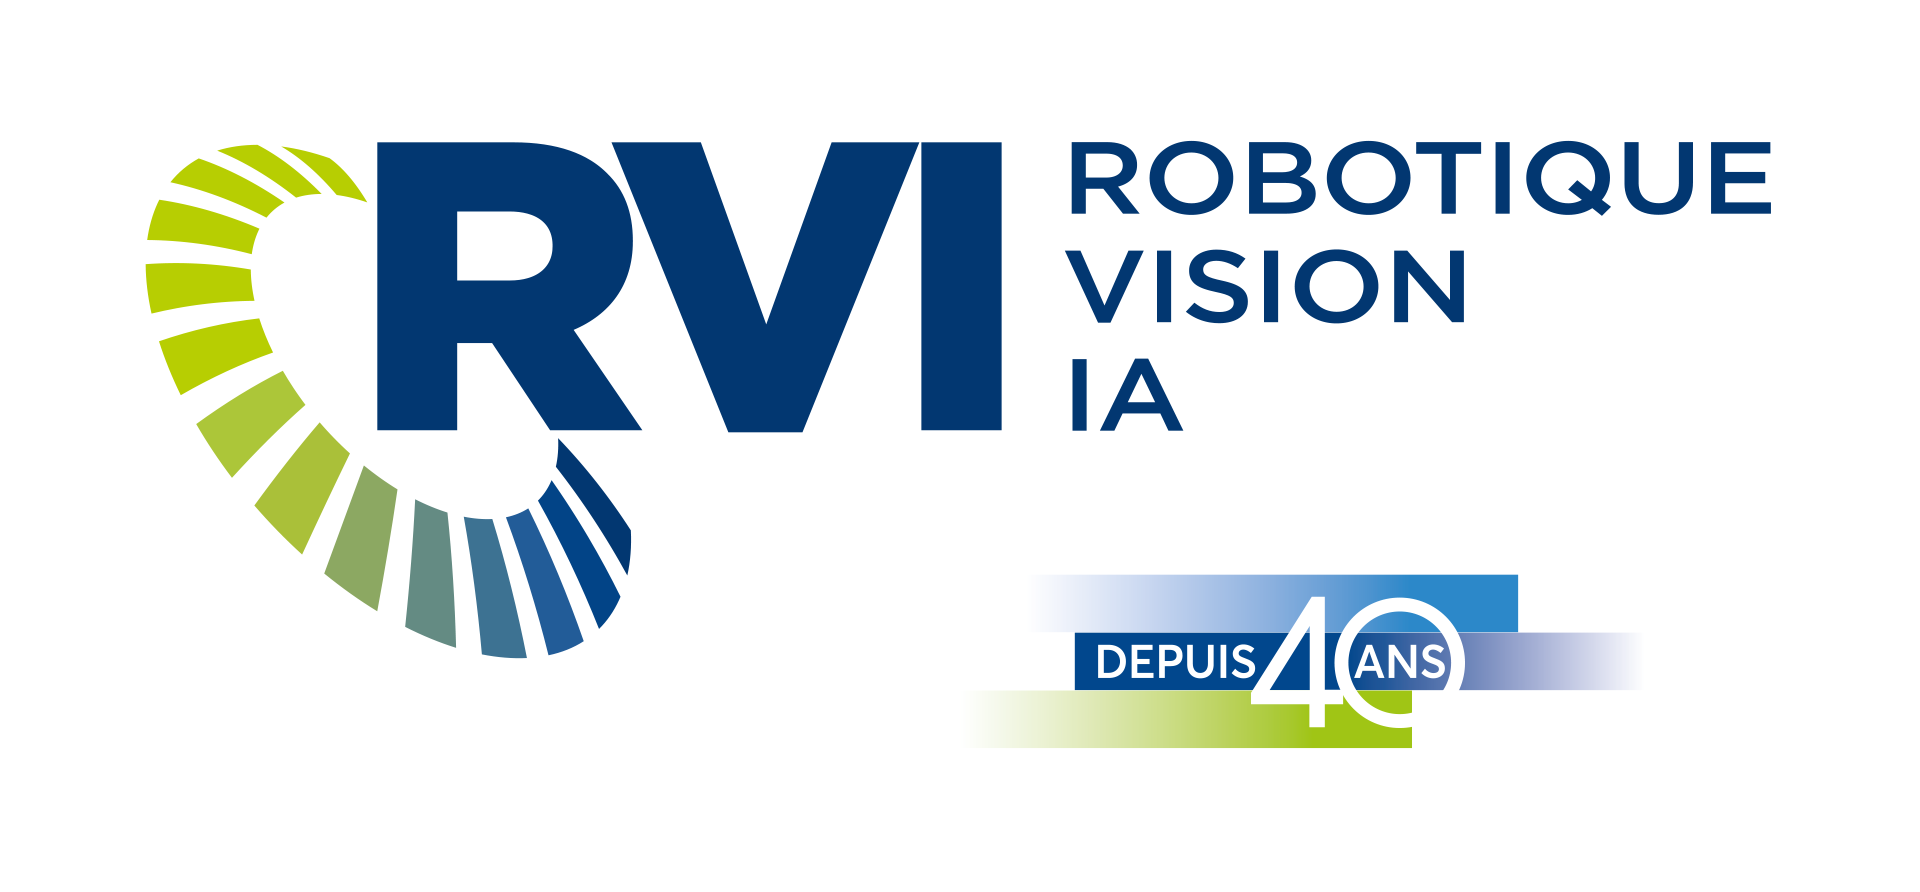 RVI
ROBOTIQUE
VISION
IA
DEPUIS 40 ANS